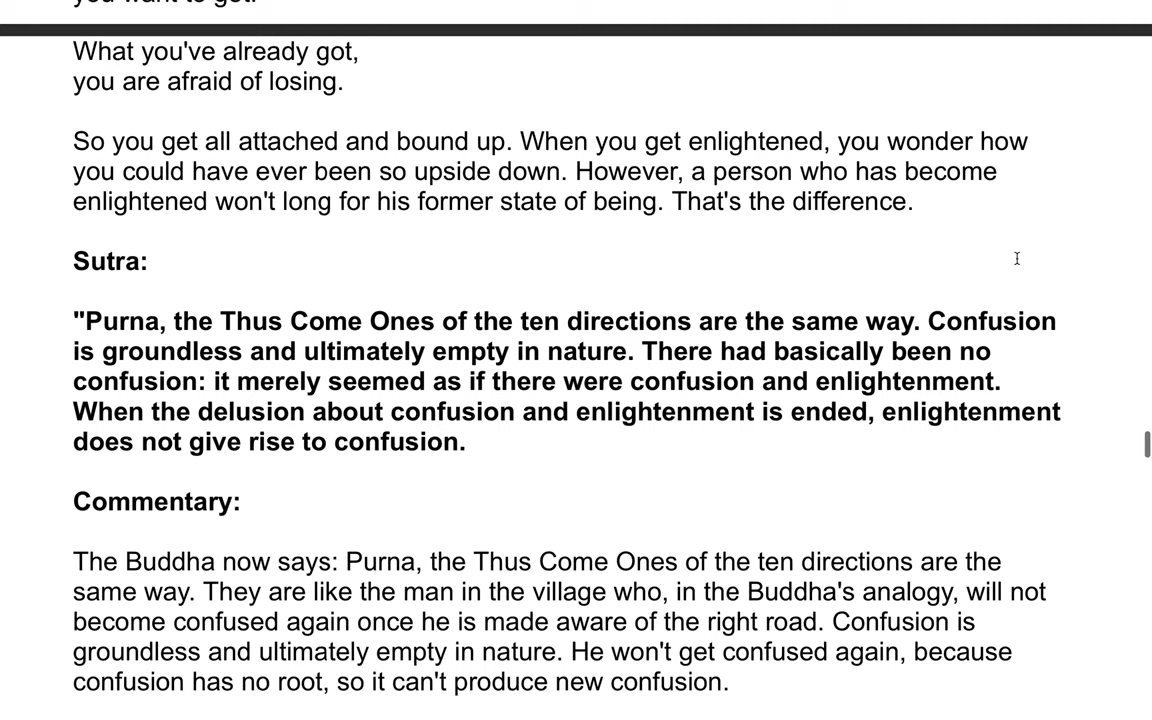 What you've already got,
you are afraid of losing.
So you get all attached and bound up. When you get enlightened, you wonder how
you could have ever been so upside down. However, a person who has become
enlightened won't long for his former state of being. That's the difference.
Sutra:
"Purna, the Thus Come Ones of the ten directions are the same way. Confusion
is groundless and ultimately empty in nature. There had basically been no
confusion: it merely seemed as if there were confusion and enlightenment.
When the delusion about confusion and enlightenment is ended, enlightenment
does not give rise to confusion.
Commentary:
The Buddha now says: Purna, the Thus Come Ones of the ten directions are the
same way. They are like the man in the village who, in the Buddha's analogy, will not
become confused again once he is made aware of the right road. Confusion is
groundless and ultimately empty in nature. He won't get confused again, because
confusion has no root, so it can't produce new confusion.